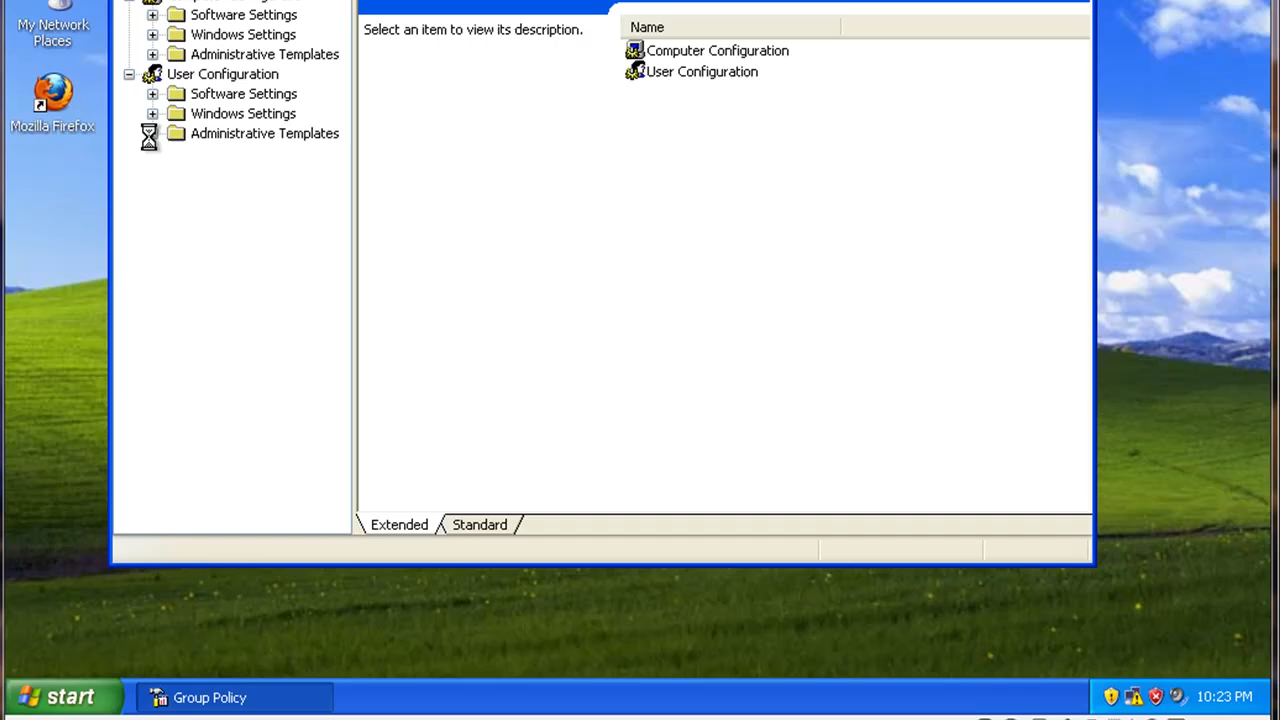 My Network
Places
Mozilla Firefox
Software Settings
Windows Settings
Administrative Templates
User Configuration
Software Settings
Windows Settings
Administrative Templates
Select an item to view its description.
Name
Computer Configuration
User Configuration
Extended
Standard
start
Group Policy
10:23 PM